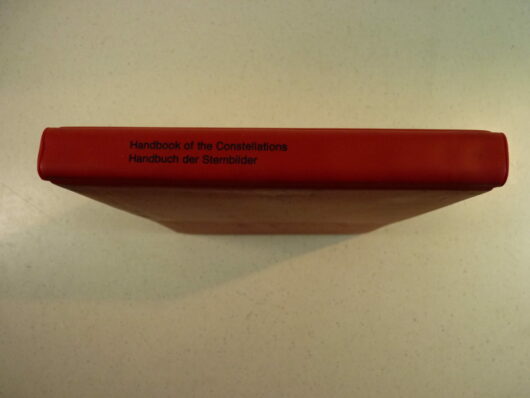 Handbook of the Constellations
Handbuch der Sternbilder